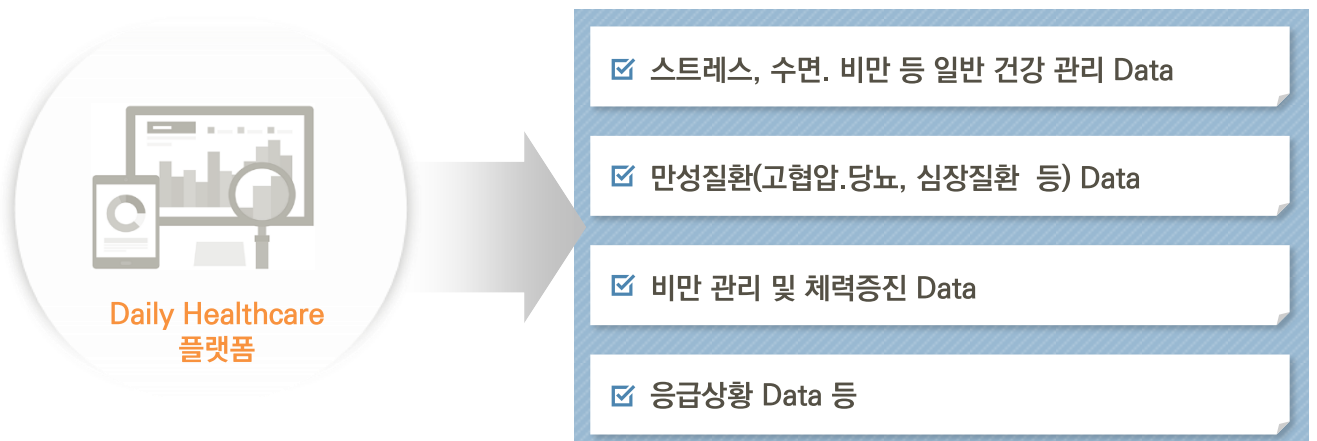 Daily Healthcare
플랫폼
스트레스, 수면. 비만 등 일반 건강 관리 Data
만성질환(고협압.당뇨, 심장질환 등) Data
비만 관리 및 체력증진 Data
응급상황 Data 등